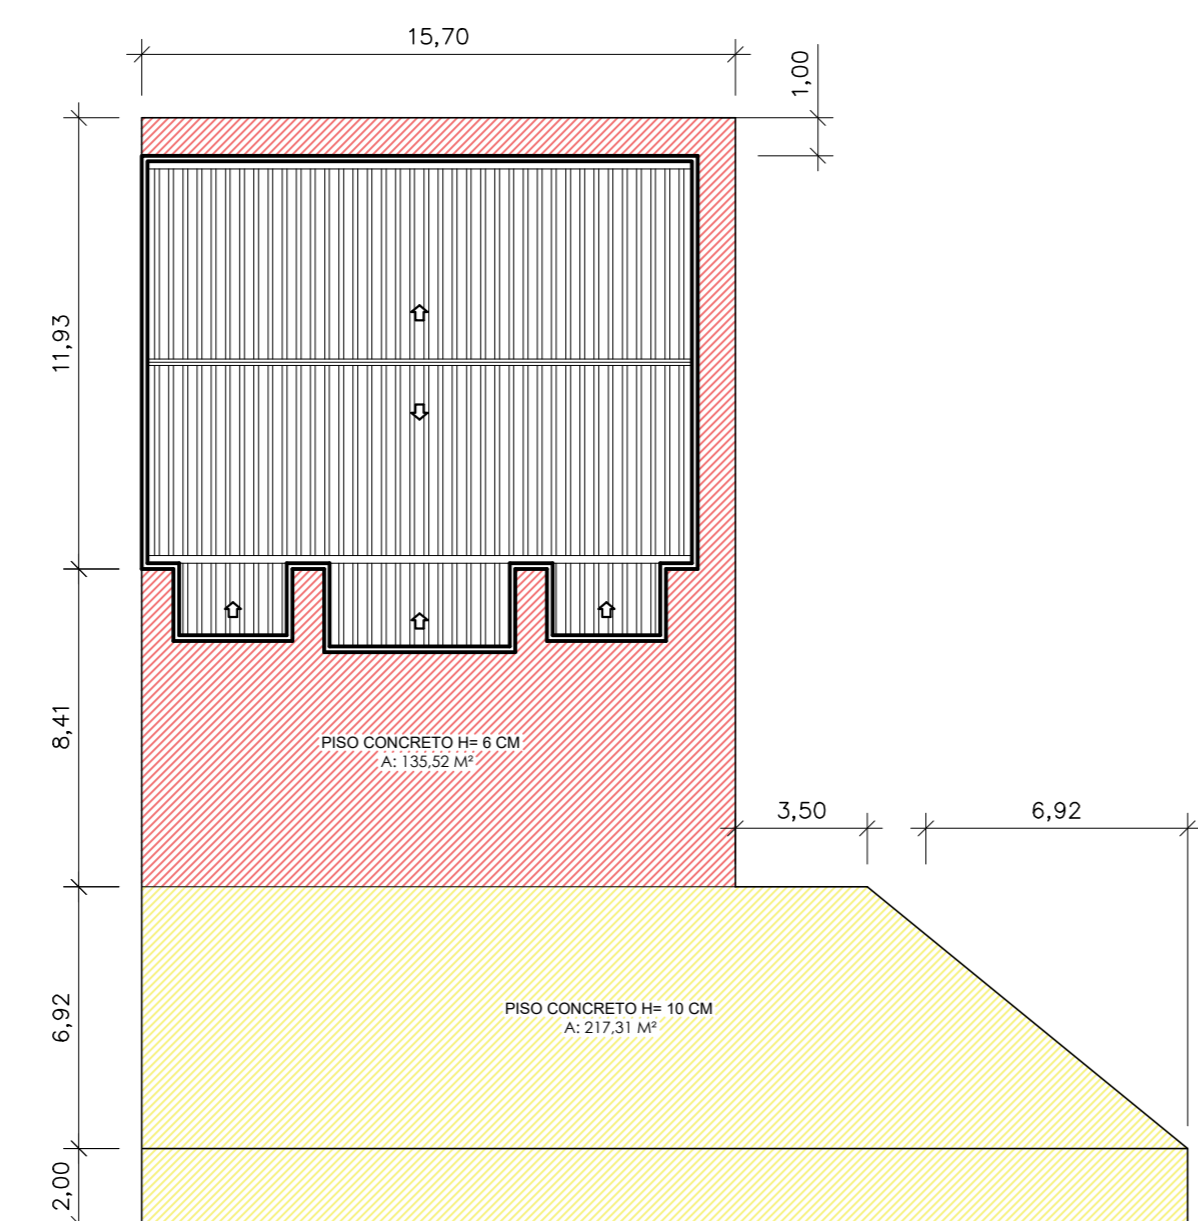 15,70
1,00
11,93
8,41
PISO CONCRETO H= 6 CM
A: 135,52 M²
3,50
6,92
6,92
PISO CONCRETO H= 10 CM
A: 217,31 M²
2,00